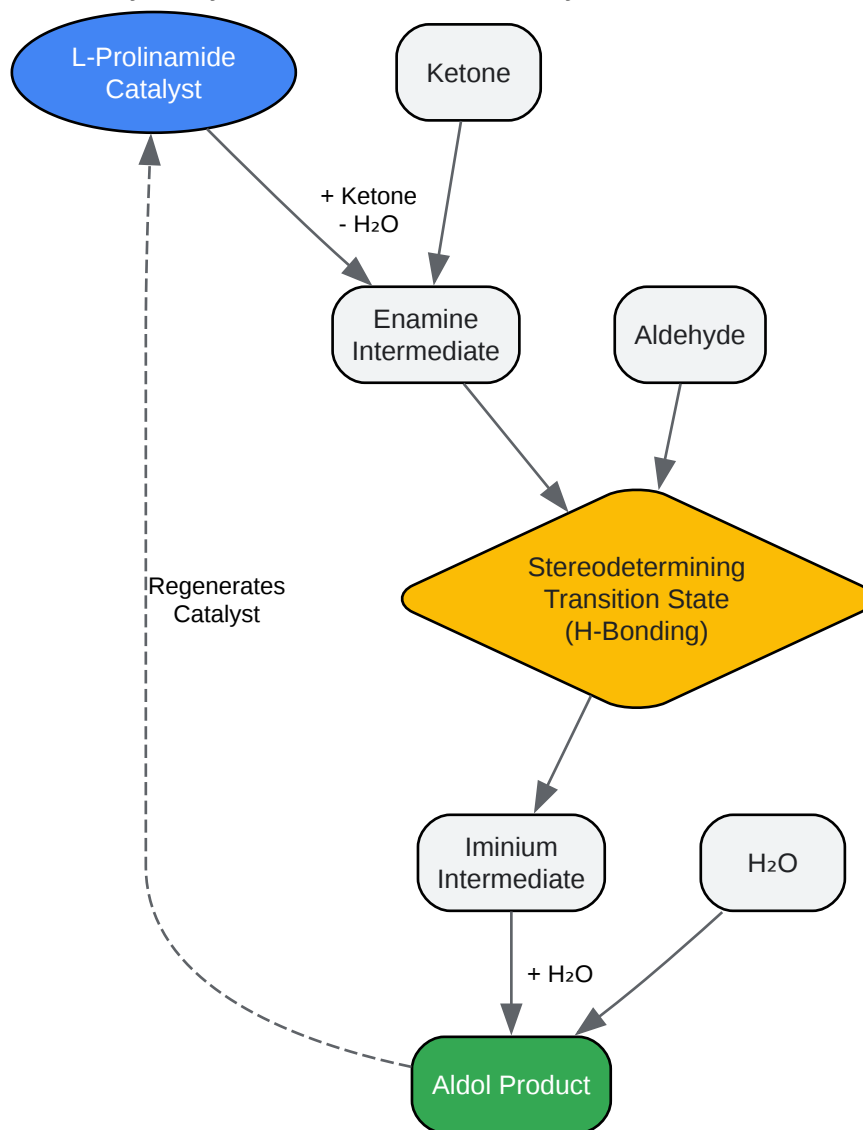 L-Prolinamide
Catalyst
Ketone
+ Ketone
- H₂O
Enamine
Intermediate
Aldehyde
Stereodetermining
Transition State
(H-Bonding)
Regenerates
Catalyst
Iminium
Intermediate
H₂O
+ H₂O
Aldol Product